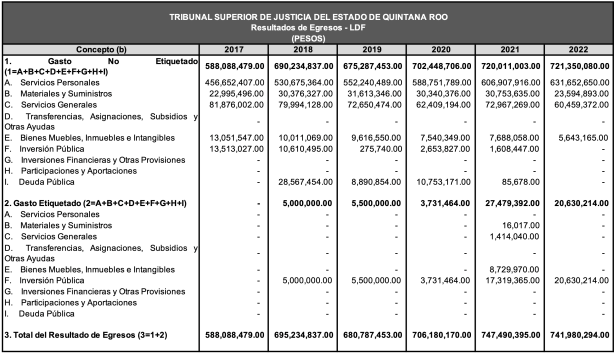 TRIBUNAL SUPERIOR DE JUSTICIA DEL ESTADO DE QUINTANA ROO
Resultados de Egresos - LDF
(PESOS)
Concepto (b) 2017 2018 2019 2020 2021 2022
1. Gasto No Etiquetado
(1=A+B+C+D+E+F+G+H+I) 588,088,479.00 690,234,837.00 675,287,453.00 702,448,706.00 720,011,003.00 721,350,080.00
A. Servicios Personales 456,652,407.00 530,675,364.00 552,240,489.00 588,751,789.00 606,907,916.00 631,652,650.00
B. Materiales y Suministros 22,995,496.00 30,376,327.00 31,613,346.00 30,340,376.00 30,753,635.00 23,594,893.00
C. Servicios Generales 81,876,002.00 79,994,128.00 72,650,474.00 62,409,194.00 72,967,269.00 60,459,372.00
D. Transferencias, Asignaciones, Subsidios y
Otras Ayudas - - - - - -
E. Bienes Muebles, Inmuebles e Intangibles 13,051,547.00 10,011,069.00 9,616,550.00 7,540,349.00 7,688,058.00 5,643,165.00
F. Inversión Pública 13,513,027.00 10,610,495.00 275,740.00 2,653,827.00 1,608,447.00 -
G. Inversiones Financieras y Otras Provisiones - - - - - -
H. Participaciones y Aportaciones - - - - - -
I. Deuda Pública - 28,567,454.00 8,890,854.00 10,753,171.00 85,678.00 -
2. Gasto Etiquetado (2=A+B+C+D+E+F+G+H+I) - 5,000,000.00 5,500,000.00 3,731,464.00 27,479,392.00 20,630,214.00
A. Servicios Personales - - - - - -
B. Materiales y Suministros - - - - 16,017.00 -
C. Servicios Generales - - - - 1,414,040.00 -
D. Transferencias, Asignaciones, Subsidios y
Otras Ayudas - - - - - -
E. Bienes Muebles, Inmuebles e Intangibles - - - - 8,729,970.00 -
F. Inversión Pública - 5,000,000.00 5,500,000.00 3,731,464.00 17,319,365.00 20,630,214.00
G. Inversiones Financieras y Otras Provisiones - - - - - -
H. Participaciones y Aportaciones - - - - - -
I. Deuda Pública - - - - - -
3. Total del Resultado de Egresos (3=1+2) 588,088,479.00 695,234,837.00 680,787,453.00 706,180,170.00 747,490,395.00 741,980,294.00